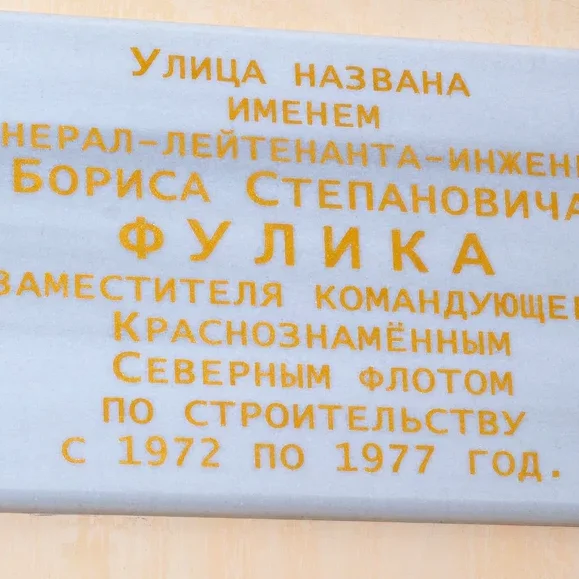 Улица названа
именем
нерал-лейтенанта-инжен
Бориса Степановича
Фулика
заместителя командующе
Краснознамённым
Северным флотом
по строительству
с 1972 по 1977 год.